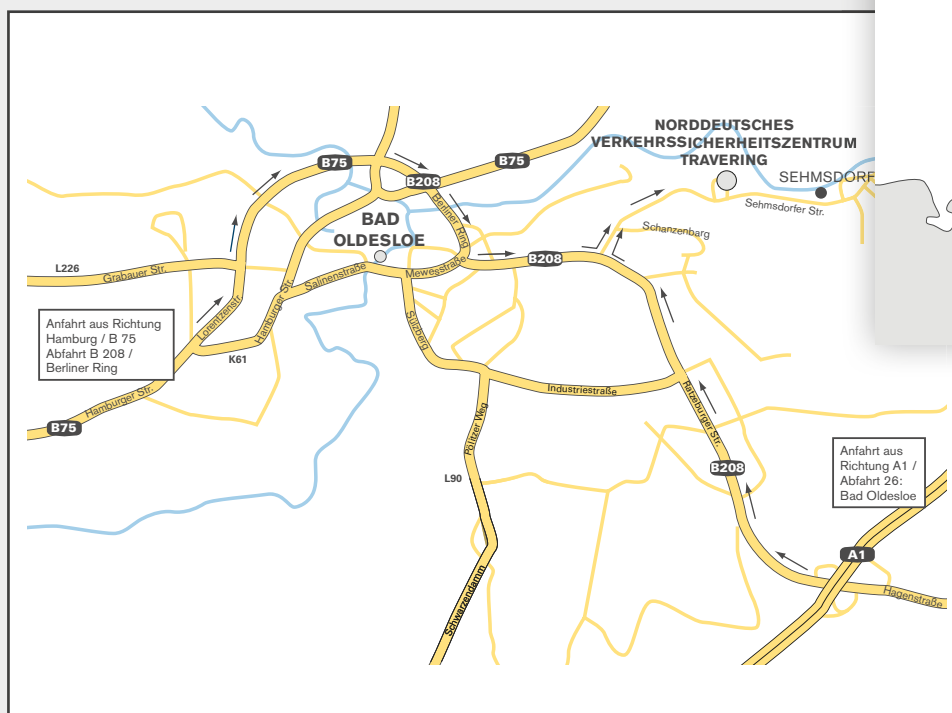 NORDDEUTSCHES
VERKEHRSSICHERHEITSZENTRUM
TRAVERING
SEHMSDORF
Sehmsdorfer Str.
Schanzenbarg
B75
B75
B208
Berliner Ring
BAD
OLDESLOE
B208
L226
Grabauer Str.
Salinenstraße
Mewesstraße
Lorentzenstr.
Hamburger Str.
Sülzberg
Anfahrt aus Richtung
Hamburg / B 75
Abfahrt B 208 /
Berliner Ring
K61
Industriestraße
Hamburger Str.
B75
Ratzeburger Str.
Pölitzer Weg
L90
B208
Anfahrt aus
Richtung A1 /
Abfahrt 26:
Bad Oldesloe
A1
Hagenstraße
Schwarzendamm